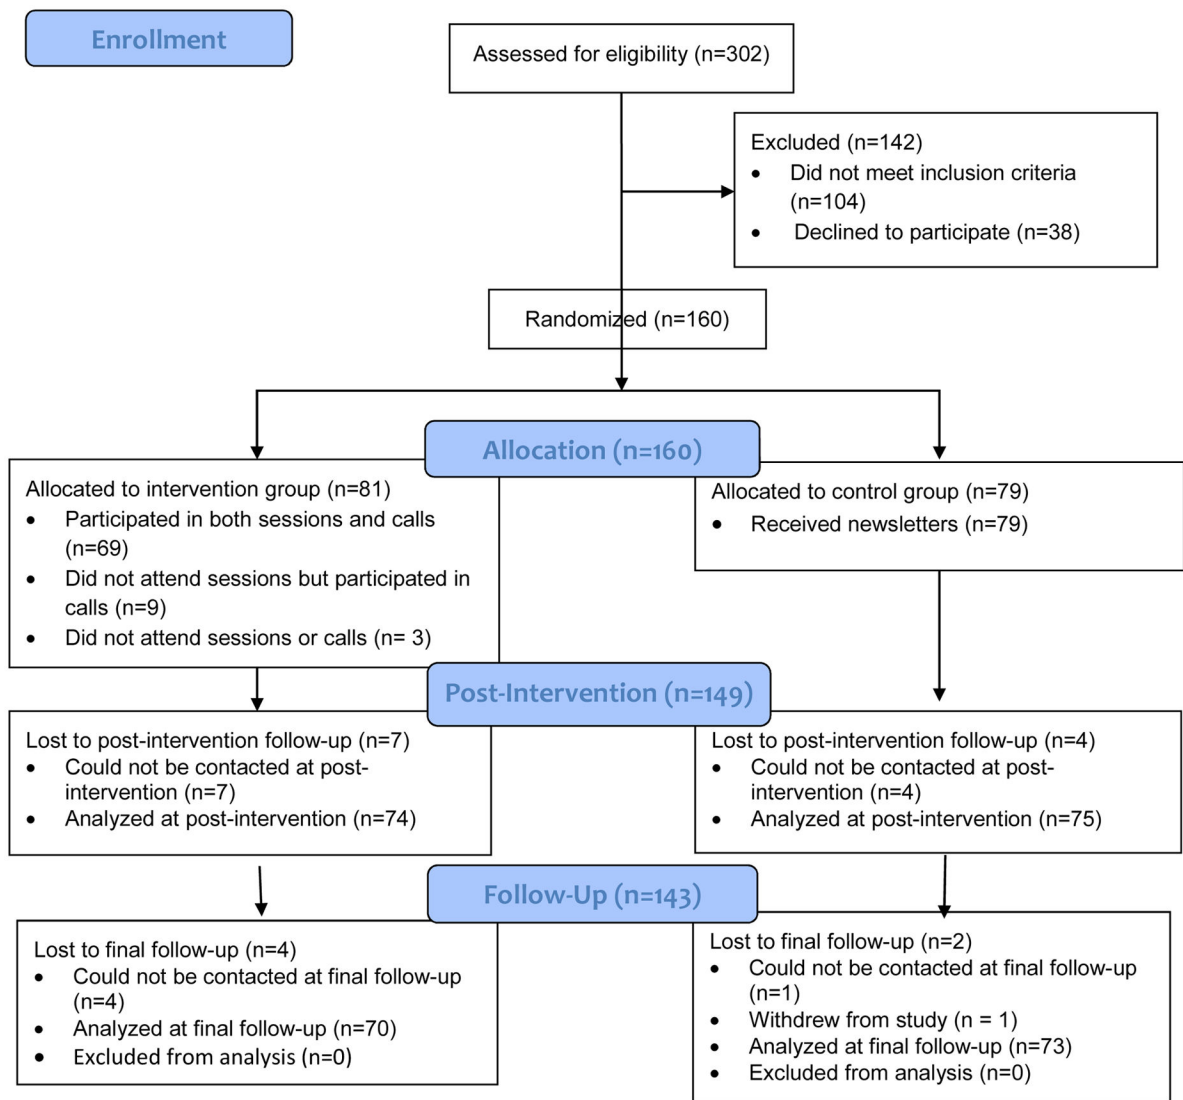 Enrollment
Assessed for eligibility (n=302)
Excluded (n=142)
• Did not meet inclusion criteria
(n=104)
• Declined to participate (n=38)
Randomized (n=160)
Allocation (n=160)
Allocated to intervention group (n=81)
• Participated in both sessions and calls
(n=69)
• Did not attend sessions but participated in
calls (n=9)
• Did not attend sessions or calls (n= 3)
Allocated to control group (n=79)
• Received newsletters (n=79)
Post-Intervention (n=149)
Lost to post-intervention follow-up (n=7)
• Could not be contacted at post-
intervention (n=7)
• Analyzed at post-intervention (n=74)
Lost to post-intervention follow-up (n=4)
• Could not be contacted at post-
intervention (n=4)
• Analyzed at post-intervention (n=75)
Follow-Up (n=143)
Lost to final follow-up (n=4)
• Could not be contacted at final follow-up
(n=4)
• Analyzed at final follow-up (n=70)
• Excluded from analysis (n=0)
Lost to final follow-up (n=2)
• Could not be contacted at final follow-up
(n=1)
• Withdrew from study (n = 1)
• Analyzed at final follow-up (n=73)
• Excluded from analysis (n=0)